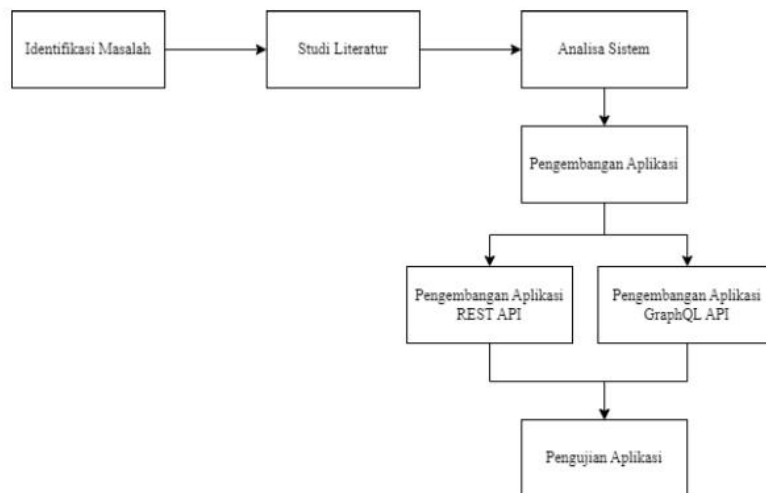 Identifikasi Masalah
Studi Literatur
Analisa Sistem
Pengembangan Aplikasi
Pengembangan Aplikasi
REST API
Pengembangan Aplikasi
GraphQL API
Pengujian Aplikasi